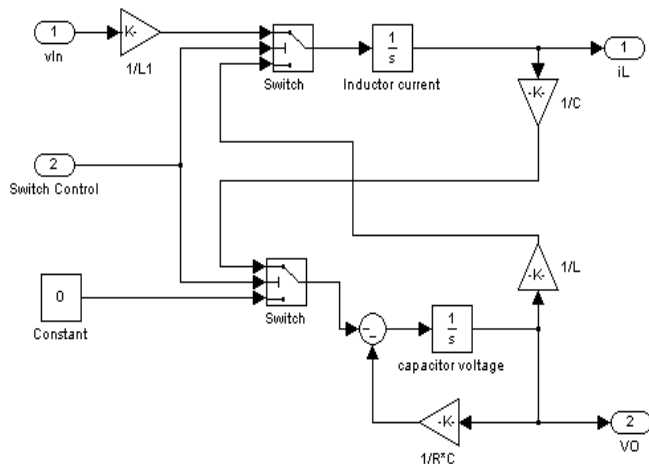 1
vIn
K-
1/L1
Switch
1
s
Inductor current
1
iL
-K-
1/C
2
Switch Control
0
Constant
Switch
-K-
1/L
1
s
capacitor voltage
-K-
1/R*C
2
VO